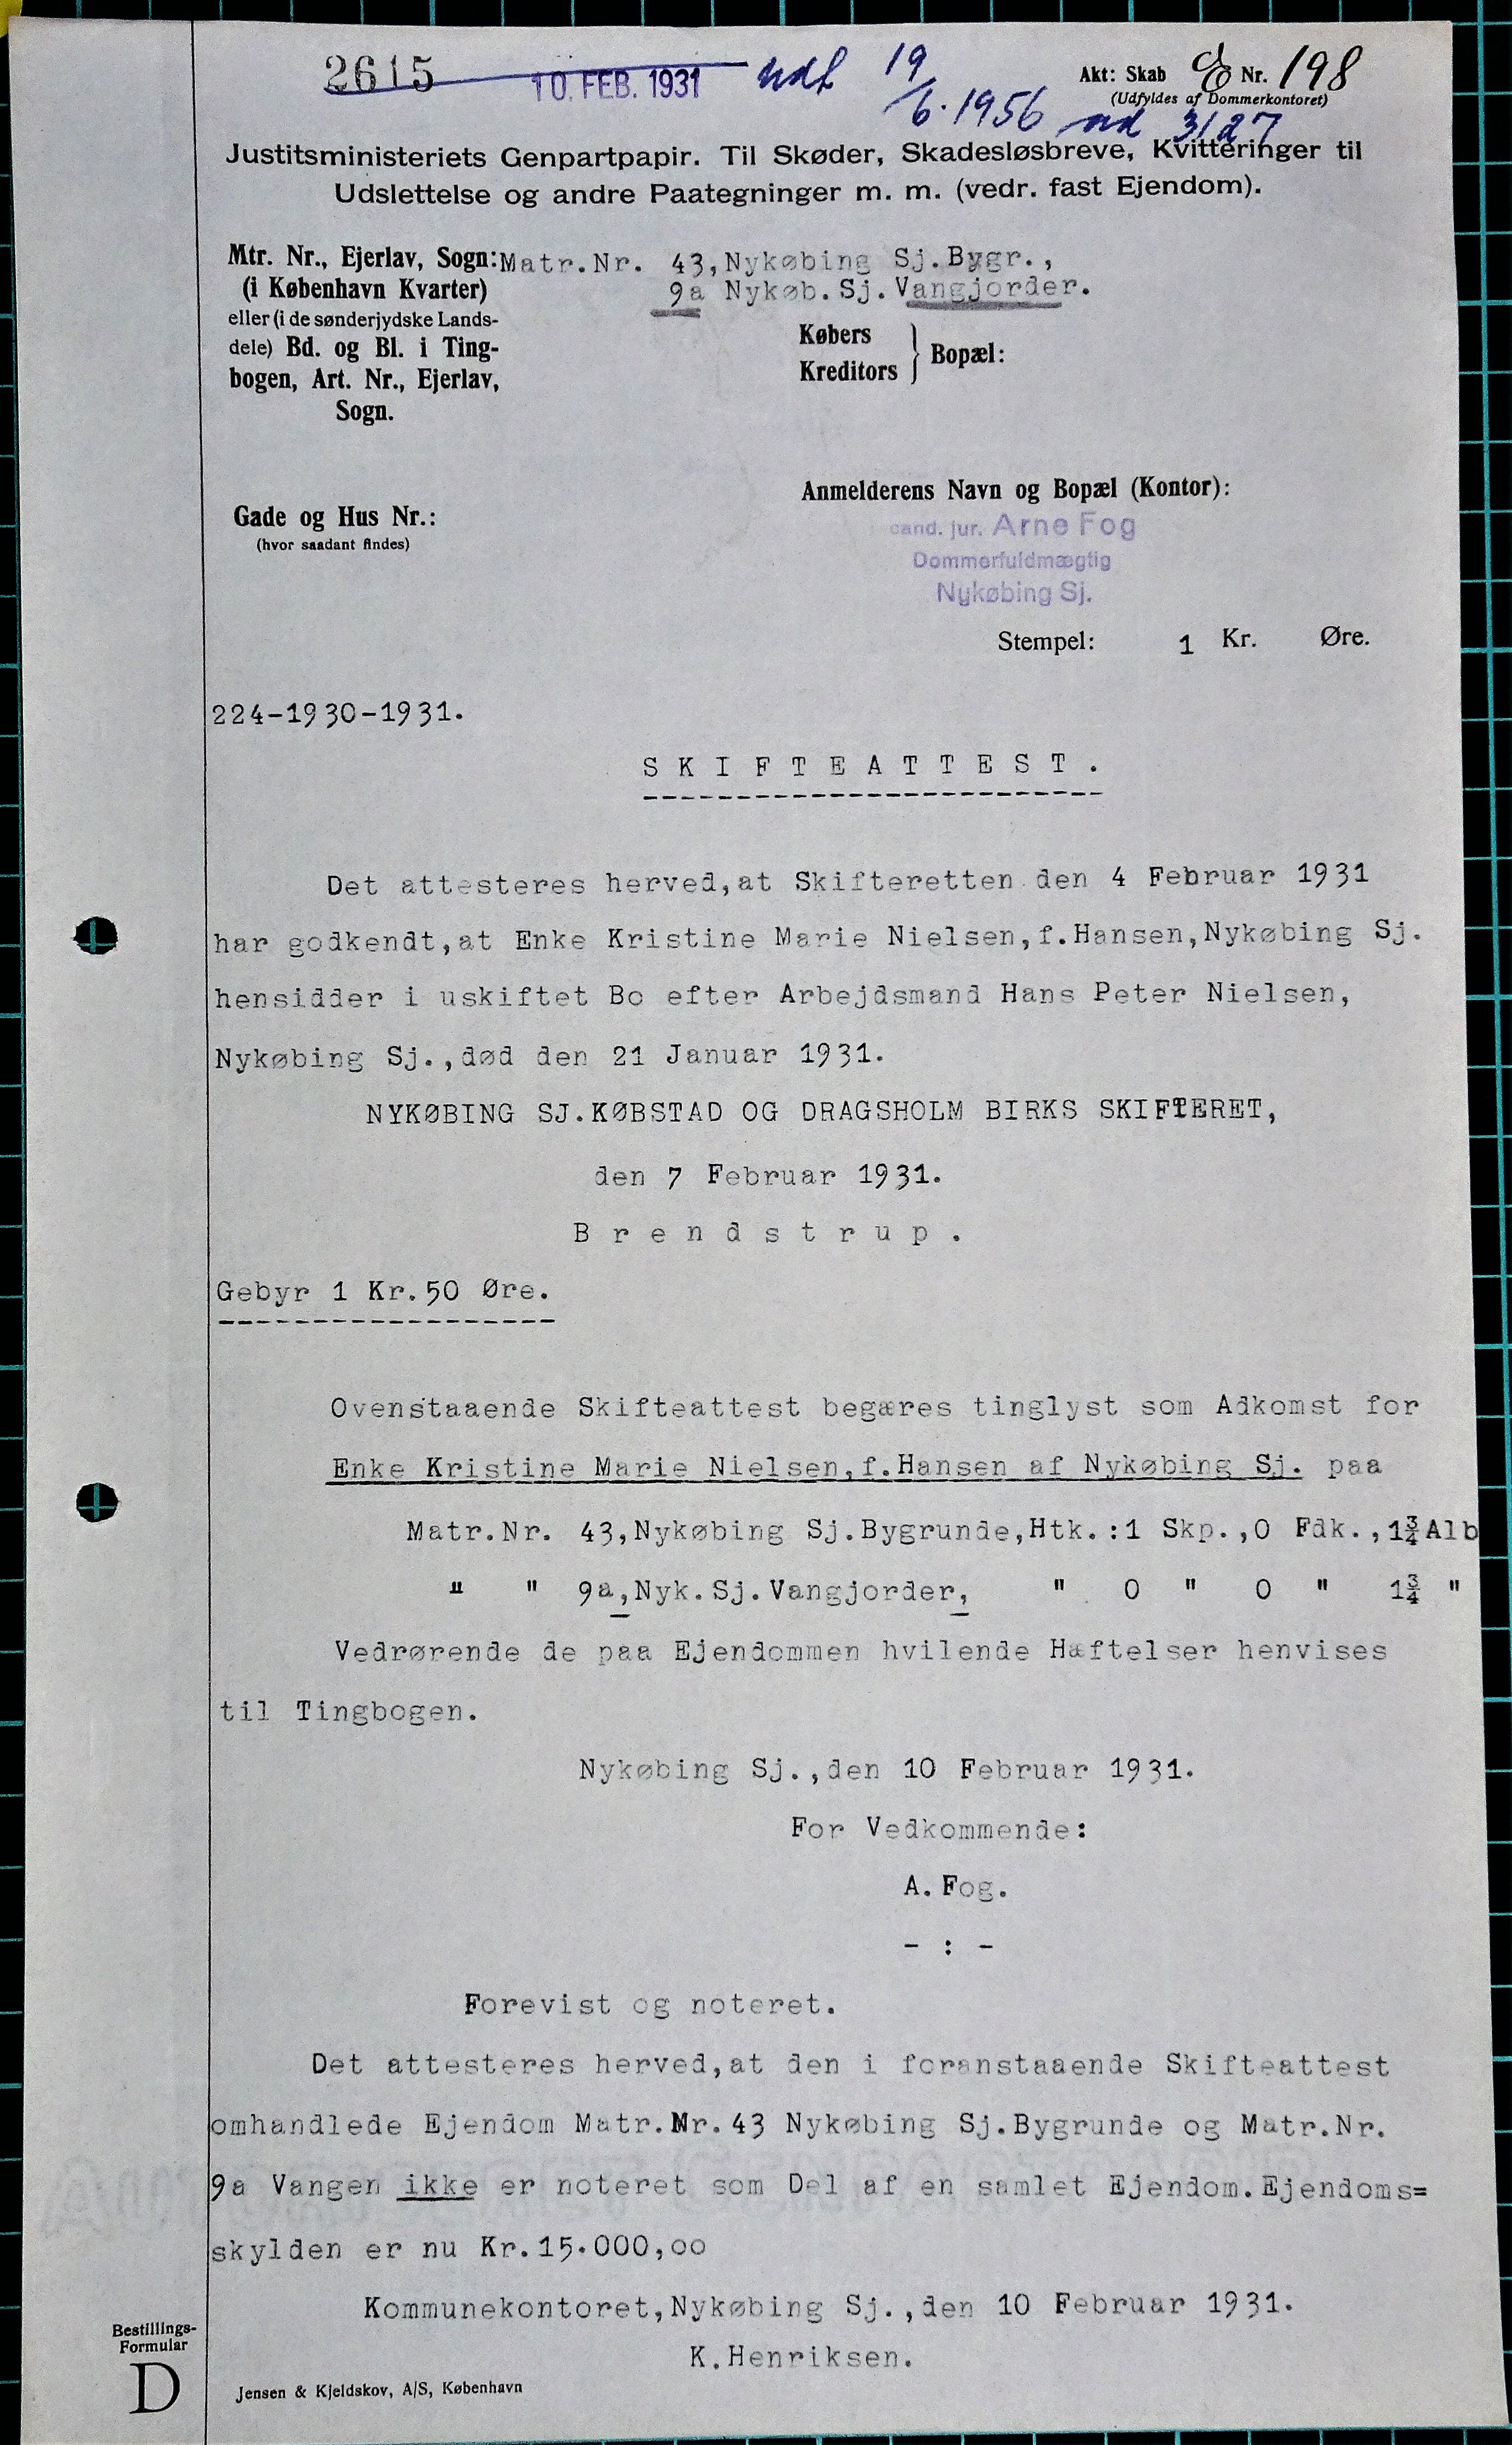 2615 10. FEB. 1931 udl 19/6.1956 Akt: Skab E Nr. 198
(Udfyldes af Dommerkontoret)
3127
Justitsministeriets Genpartpapir. Til Skøder, Skadesløsbreve, Kvitteringer til
Udslettelse og andre Paategninger m. m. (vedr. fast Ejendom).
Mtr. Nr., Ejerlav, Sogn: Matr.Nr. 43, Nykøbing Sj.Bygr.,
(i København Kvarter) 9a Nykøb.Sj.Vangjorder.
eller (i de sønderjydske Lands-
dele) Bd. og Bl. i Ting-
bogen, Art. Nr., Ejerlav,
Sogn.
Købers
Kreditors } Bopæl:
Gade og Hus Nr.:
(hvor saadant findes)
Anmelderens Navn og Bopæl (Kontor):
cand. jur. Arne Fog
Dommerfuldmægtig
Nykøbing Sj.
Stempel: 1 Kr. Øre.
224-1930-1931.
S K I F T E A T T E S T .
Det attesteres herved,at Skifteretten den 4 Februar 1931
har godkendt,at Enke Kristine Marie Nielsen,f.Hansen,Nykøbing Sj.
hensidder i uskiftet Bo efter Arbejdsmand Hans Peter Nielsen,
Nykøbing Sj.,død den 21 Januar 1931.
NYKØBING SJ.KØBSTAD OG DRAGSHOLM BIRKS SKIFTERET,
den 7 Februar 1931.
B r e n d s t r u p .
Gebyr 1 Kr.50 Øre.
Ovenstaaende Skifteattest begæres tinglyst som Adkomst for
Enke Kristine Marie Nielsen,f.Hansen af Nykøbing Sj. paa
Matr.Nr. 43,Nykøbing Sj.Bygrunde,Htk.:1 Skp.,0 Fdk.,1¾Alb
" " 9a,Nyk.Sj.Vangjorder, " 0 " 0 " 1¾ "
Vedrørende de paa Ejendommen hvilende Hæftelser henvises
til Tingbogen.
Nykøbing Sj.,den 10 Februar 1931.
For Vedkommende:
A.Fog.
- : -
Forevist og noteret.
Det attesteres herved,at den i foranstaaende Skifteattest
omhandlede Ejendom Matr.Nr.43 Nykøbing Sj.Bygrunde og Matr.Nr.
9a Vangen ikke er noteret som Del af en samlet Ejendom.Ejendoms=
skylden er nu Kr.15.000,oo
Kommunekontoret,Nykøbing Sj.,den 10 Februar 1931.
K.Henriksen.
Bestillings-
Formular
D
Jensen & Kjeldskov, A/S, København